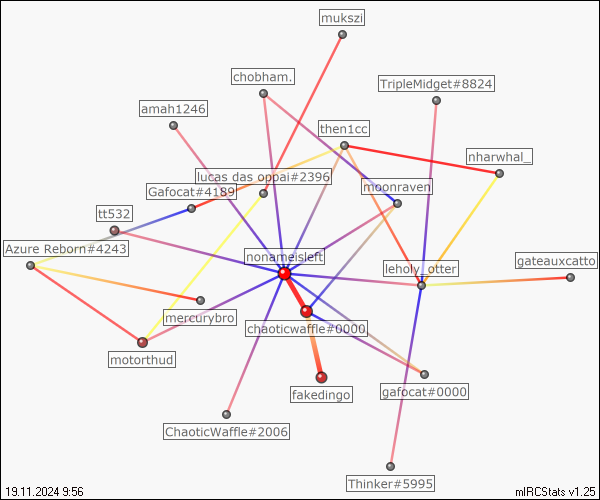 mukszi
chobham.
TripleMidget#8824
amah1246
then1cc
nharwhal_
lucas das oppai#2396
Gafocat#4189
moonraven
tt532
Azure Reborn#4243
nonameisleft
leholy_otter
gateauxcatto
mercurybro
chaoticwaffle#0000
motorthud
fakedingo
gafocat#0000
ChaoticWaffle#2006
Thinker#5995
19.11.2024 9:56
mIRCStats v1.25